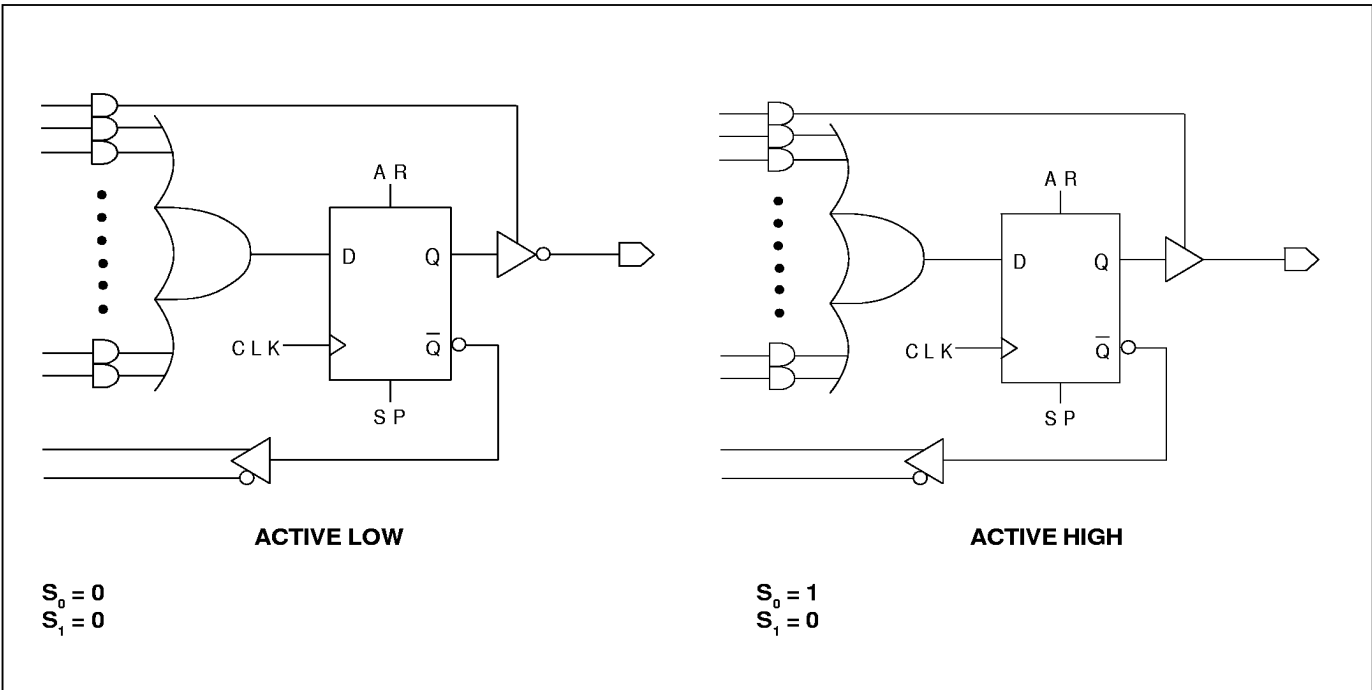 A R
D Q
C L K
Q̅
S P
ACTIVE LOW
S₀ = 0
S₁ = 0
A R
D Q
C L K
Q̅
S P
ACTIVE HIGH
S₀ = 1
S₁ = 0